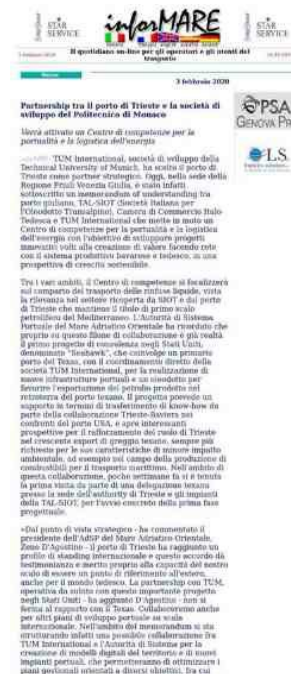 STAR
SERVICE
inforMARE
STAR
SERVICE
Il quotidiano on-line per gli operatori e gli utenti del
trasporto
3 febbraio 2020
PSA
GENOVA PR
LS
Partnership tra il porto di Trieste e la società di
sviluppo del Politecnico di Monaco
Verrà attivato un Centro di competenze per la
portualità e la logistica dell'energia
TUM International, società di sviluppo della
Technical University of Munich, ha scelto il porto di
Trieste come partner strategico. Oggi, nella sede della
Regione Friuli Venezia Giulia, è stato infatti
sottoscritto un memorandum of understanding tra
porto giuliano, TAL-SIOT (Società Italiana per
l'Oleodotto Transalpino), Camera di Commercio Italo
Tedesca e TUM International che mette in moto un
Centro di competenze per la portualità e la logistica
dell'energia con l'obiettivo di sviluppare progetti
innovativi volti alla creazione di valore facendo rete
con il sistema produttivo bavarese e tedesco, in una
prospettiva di crescita sostenibile.
Tra i vari ambiti, il Centro di competenze si focalizzerà
sul comparto del trasporto delle rinfuse liquide, vista
la rilevanza nel settore ricoperta da SIOT e dal porto
di Trieste che mantiene il titolo di primo scalo
petrolifero del Mediterraneo. L'Autorità di Sistema
Portuale del Mare Adriatico Orientale ha ricordato che
proprio su questo filone di collaborazione è già realtà
il primo progetto di eccellenza negli Stati Uniti,
denominato "Seahawk", che coinvolge un primario
porto del Texas, con il coordinamento diretto della
società TUM International, per la realizzazione di
nuove infrastrutture portuali e un oleodotto per
favorire l'esportazione del petrolio prodotto nel
retroterra del porto texano. Il progetto prevede un
supporto in termini di trasferimento di know-how da
parte della collaborazione Trieste-Baviera nei
confronti del porto USA, e apre interessanti
prospettive per il rafforzamento del ruolo di Trieste
nel crescente export di greggio texano, sempre più
richiesto per le sue caratteristiche di minore impatto
ambientale, ad esempio nel campo della produzione di
combustibili per il trasporto marittimo. Nell'ambito di
questa collaborazione, poche settimane fa si è tenuta
la prima visita da parte di una delegazione texana
presso la sede dell'authority di Trieste e gli impianti
della TAL-SIOT, per l'avvio concreto della prima fase
progettuale.
«Dal punto di vista strategico - ha commentato il
presidente dell'AdSP del Mare Adriatico Orientale,
Zeno D'Agostino - il porto di Trieste ha raggiunto un
profilo di standing internazionale e questo accordo dà
testimonianza e merito proprio alla capacità del nostro
scalo di essere un punto di riferimento all'estero,
anche per il mondo tedesco. La partnership con TUM,
operativa da subito con questo importante progetto
negli Stati Uniti - ha aggiunto D'Agostino - non si
ferma al rapporto con il Texas. Collaboreremo anche
per altri piani di sviluppo portuale su scala
internazionale. Nell'ambito del memorandum si sta
strutturando infatti una possibile collaborazione fra
TUM International e l'Autorità di Sistema per la
creazione di modelli digitali del territorio e di nuovi
impianti portuali, che permetteranno di ottimizzare i
piani gestionali orientati a diversi obiettivi, fra cui